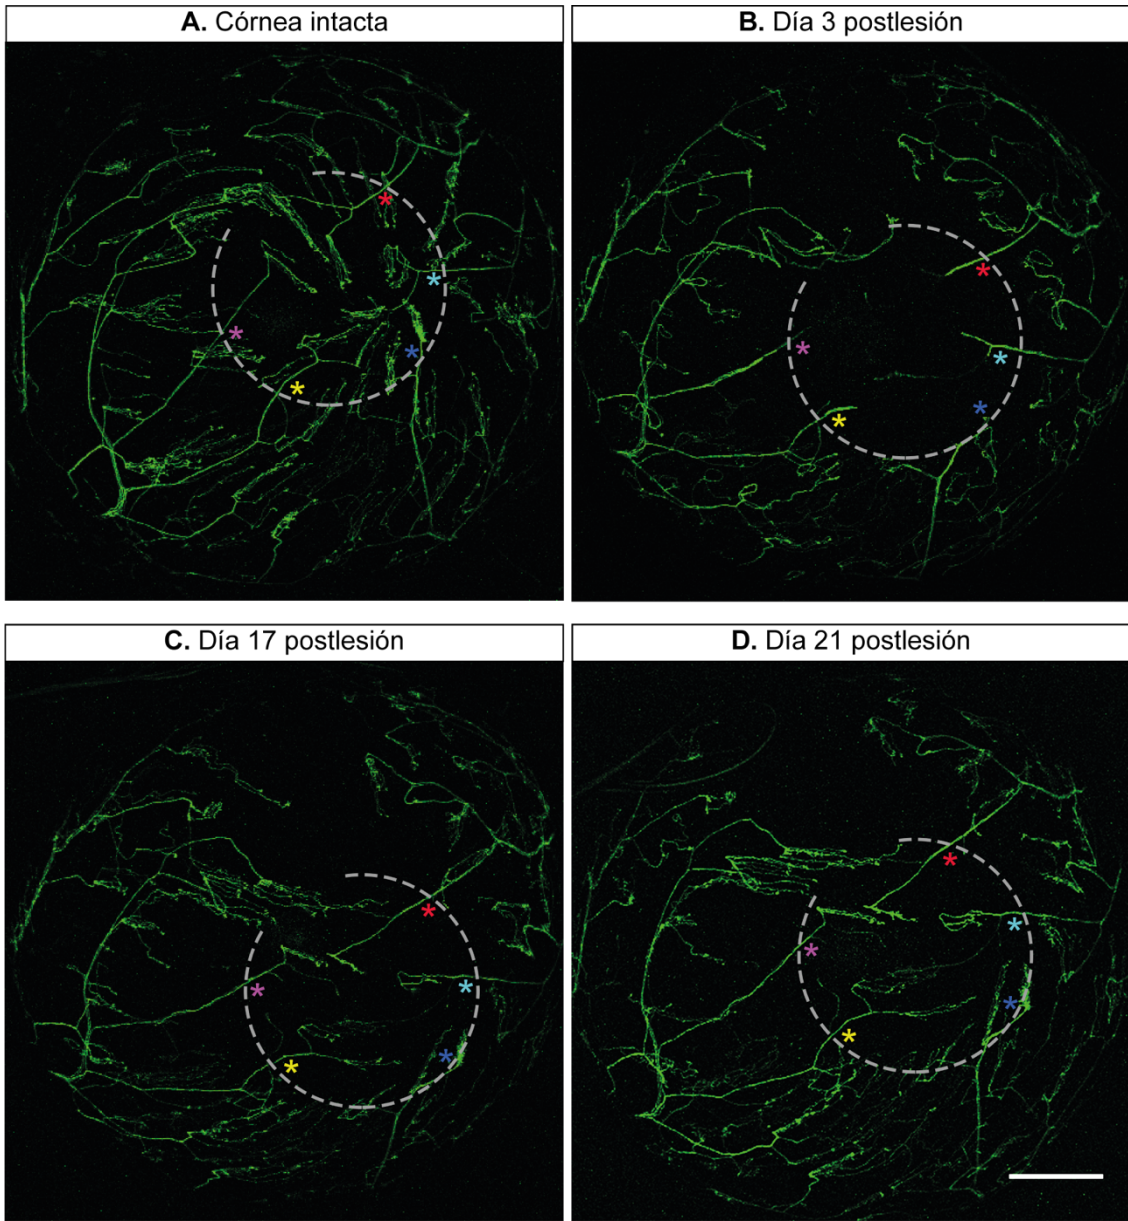 A. Córnea intacta
B. Día 3 postlesión
C. Día 17 postlesión
D. Día 21 postlesión